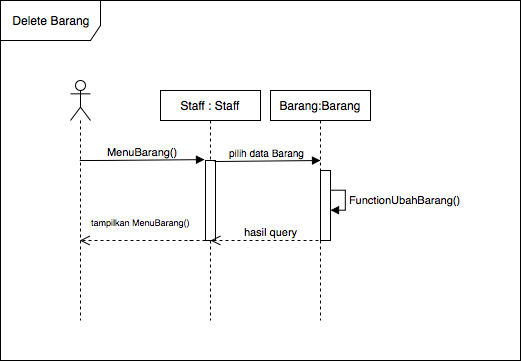 Delete Barang
Staff : Staff
Barang:Barang
MenuBarang()
pilih data Barang
FunctionUbahBarang()
tampilkan MenuBarang()
hasil query